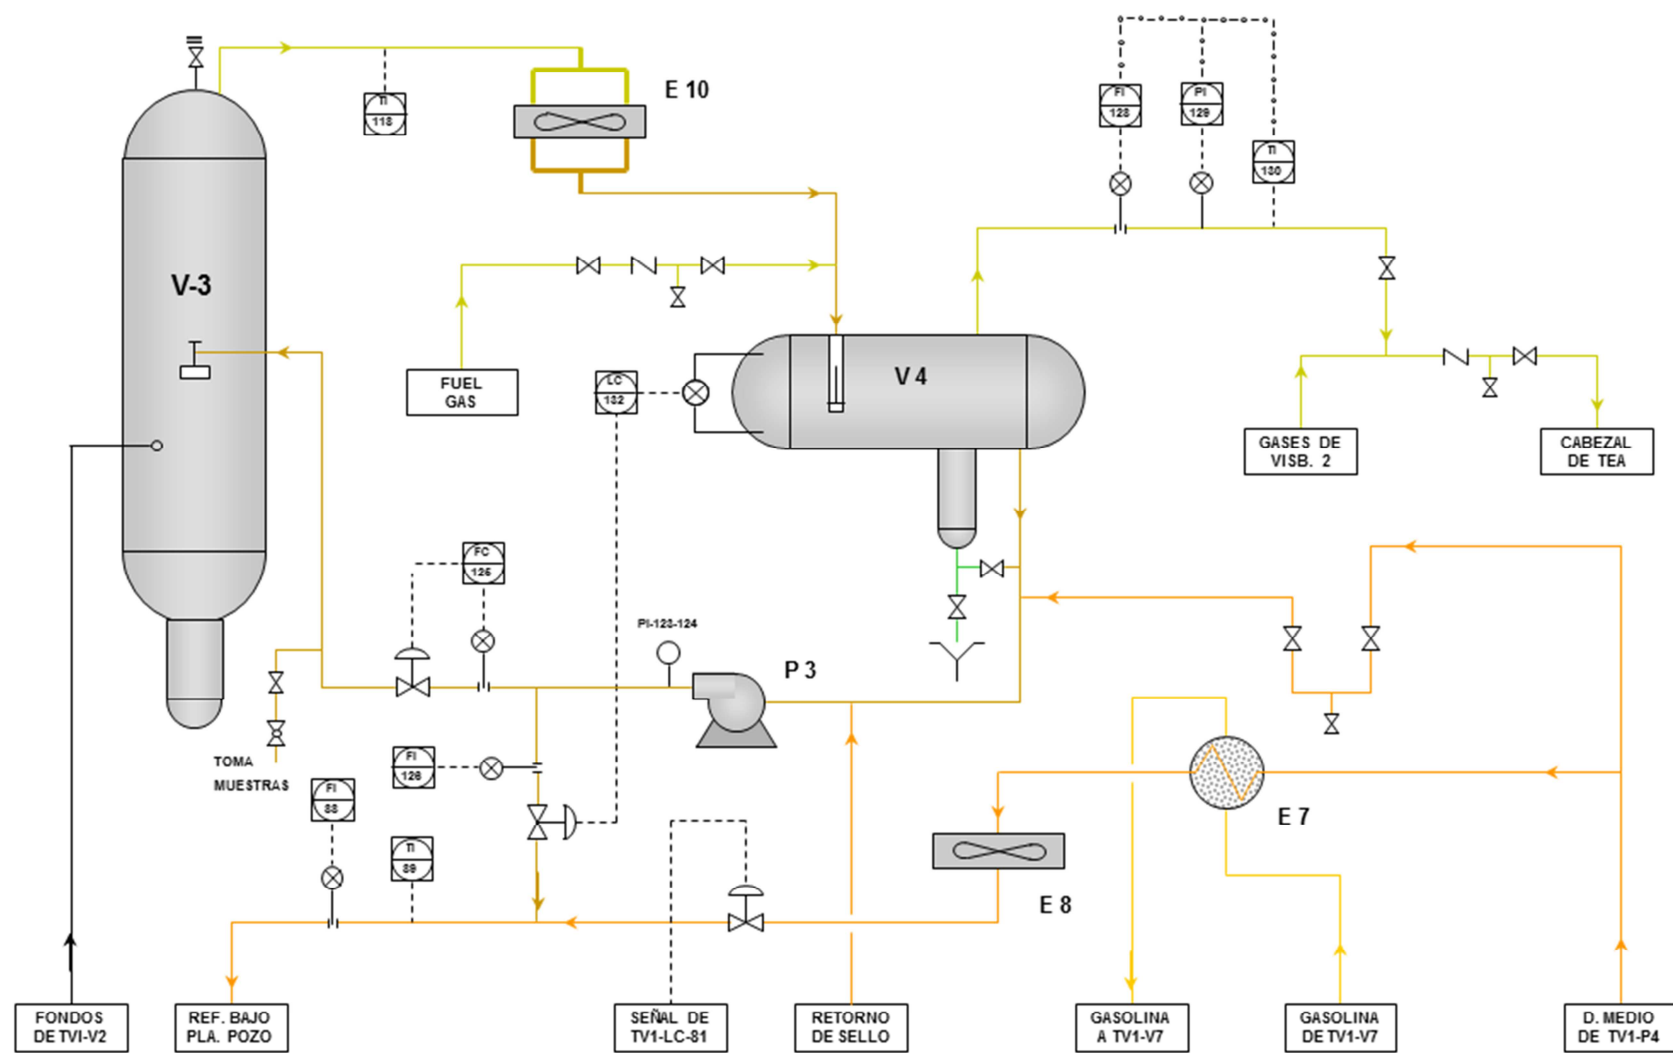 E 10
TI
118
FI
128
PI
129
TI
130
V-3
V 4
FUEL
GAS
LC
132
GASES DE
VISB. 2
CABEZAL
DE TEA
FC
125
PI-123-124
P 3
TOMA
MUESTRAS
FI
126
FI
88
TI
89
E 7
E 8
FONDOS
DE TVI-V2
REF. BAJO
PLA. POZO
SEÑAL DE
TV1-LC-81
RETORNO
DE SELLO
GASOLINA
A TV1-V7
GASOLINA
DE TV1-V7
D. MEDIO
DE TV1-P4